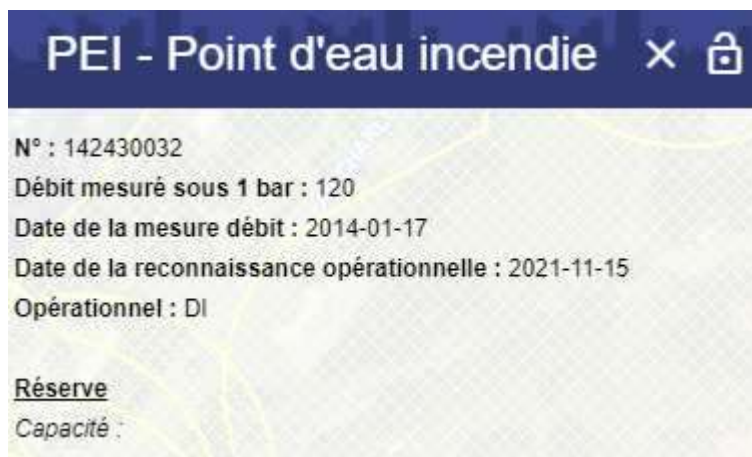 PEI - Point d'eau incendie
N° : 142430032
Débit mesuré sous 1 bar : 120
Date de la mesure débit : 2014-01-17
Date de la reconnaissance opérationnelle : 2021-11-15
Opérationnel : DI
Réserve
Capacité :